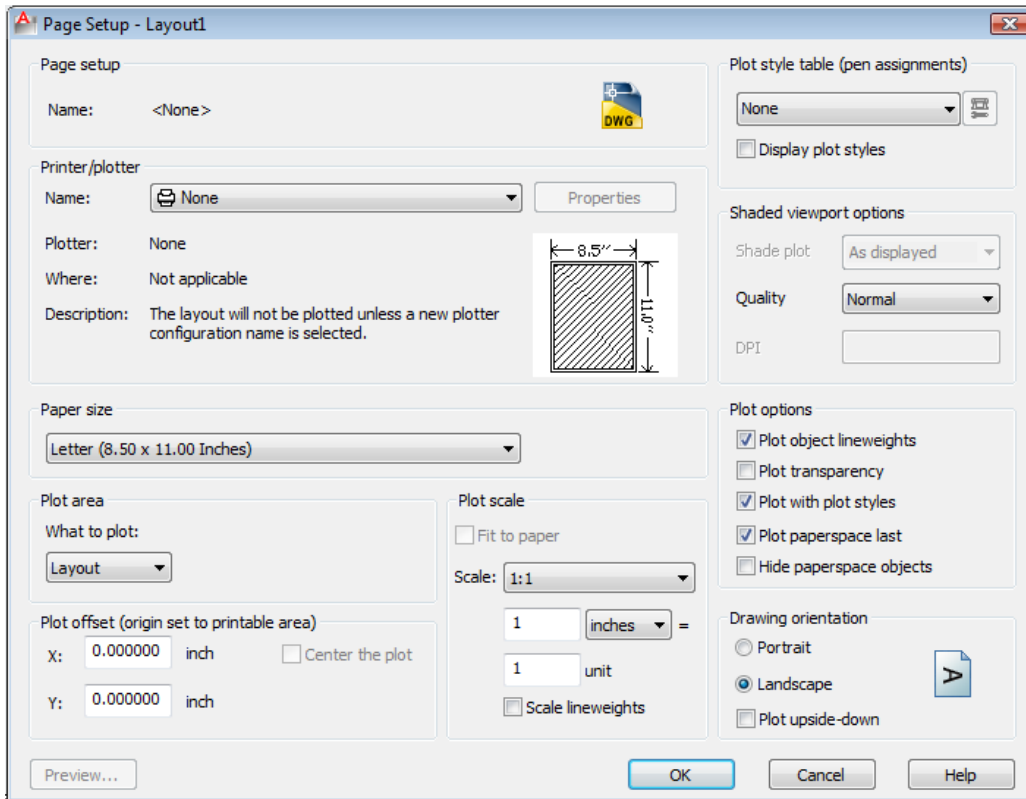 Page Setup - Layout1
Page setup
Name: <None>
DWG
Printer/plotter
Name: None
Properties
Plotter: None
Where: Not applicable
Description: The layout will not be plotted unless a new plotter
configuration name is selected.
8.5''
11.0''
Paper size
Letter (8.50 x 11.00 Inches)
Plot area
What to plot:
Layout
Plot offset (origin set to printable area)
X: 0.000000 inch
Center the plot
Y: 0.000000 inch
Plot scale
Fit to paper
Scale: 1:1
1 inches =
1 unit
Scale lineweights
Plot style table (pen assignments)
None
Display plot styles
Shaded viewport options
Shade plot As displayed
Quality Normal
DPI
Plot options
Plot object lineweights
Plot transparency
Plot with plot styles
Plot paperspace last
Hide paperspace objects
Drawing orientation
Portrait
Landscape
A
Plot upside-down
Preview...
OK
Cancel
Help